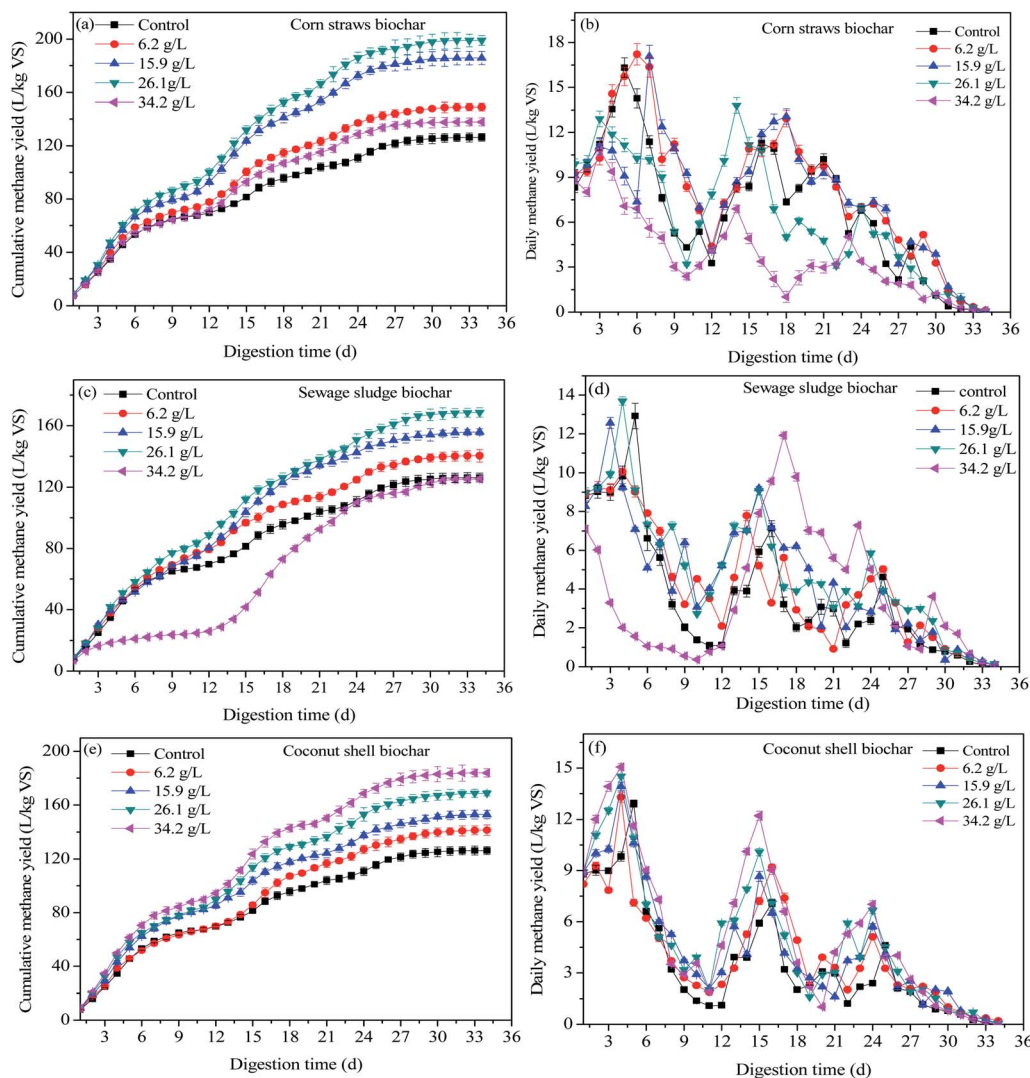 (a) Corn straws biochar
Control
6.2 g/L
15.9 g/L
26.1g/L
34.2 g/L
Cumulative methane yield (L/kg VS)
200
160
120
80
40
0
3 6 9 12 15 18 21 24 27 30 33 36
Digestion time (d)
(b) Corn straws biochar
Control
6.2 g/L
15.9 g/L
26.1 g/L
34.2 g/L
Daily methane yield (L/kg VS)
18
15
12
9
6
3
0
0 3 6 9 12 15 18 21 24 27 30 33 36
Digestion time (d)
(c) Sewage sludge biochar
Control
6.2 g/L
15.9 g/L
26.1 g/L
34.2 g/L
Cumulative methane yield (L/kg VS)
160
120
80
40
0
3 6 9 12 15 18 21 24 27 30 33 36
Digestion time (d)
(d) Sewage sludge biochar
control
6.2 g/L
15.9g/L
26.1 g/L
34.2 g/L
Daily methane yield (L/kg VS)
14
12
10
8
6
4
2
0
3 6 9 12 15 18 21 24 27 30 33 36
Digestion time (d)
(e) Coconut shell biochar
Control
6.2 g/L
15.9 g/L
26.1 g/L
34.2 g/L
Cumulative methane yield (L/kg VS)
200
160
120
80
40
0
3 6 9 12 15 18 21 24 27 30 33 36
Digestion time (d)
(f) Coconut shell biochar
Control
6.2 g/L
15.9 g/L
26.1 g/L
34.2 g/L
Daily methane yield (L/kg VS)
15
12
9
6
3
0
3 6 9 12 15 18 21 24 27 30 33 36
Digestion time (d)